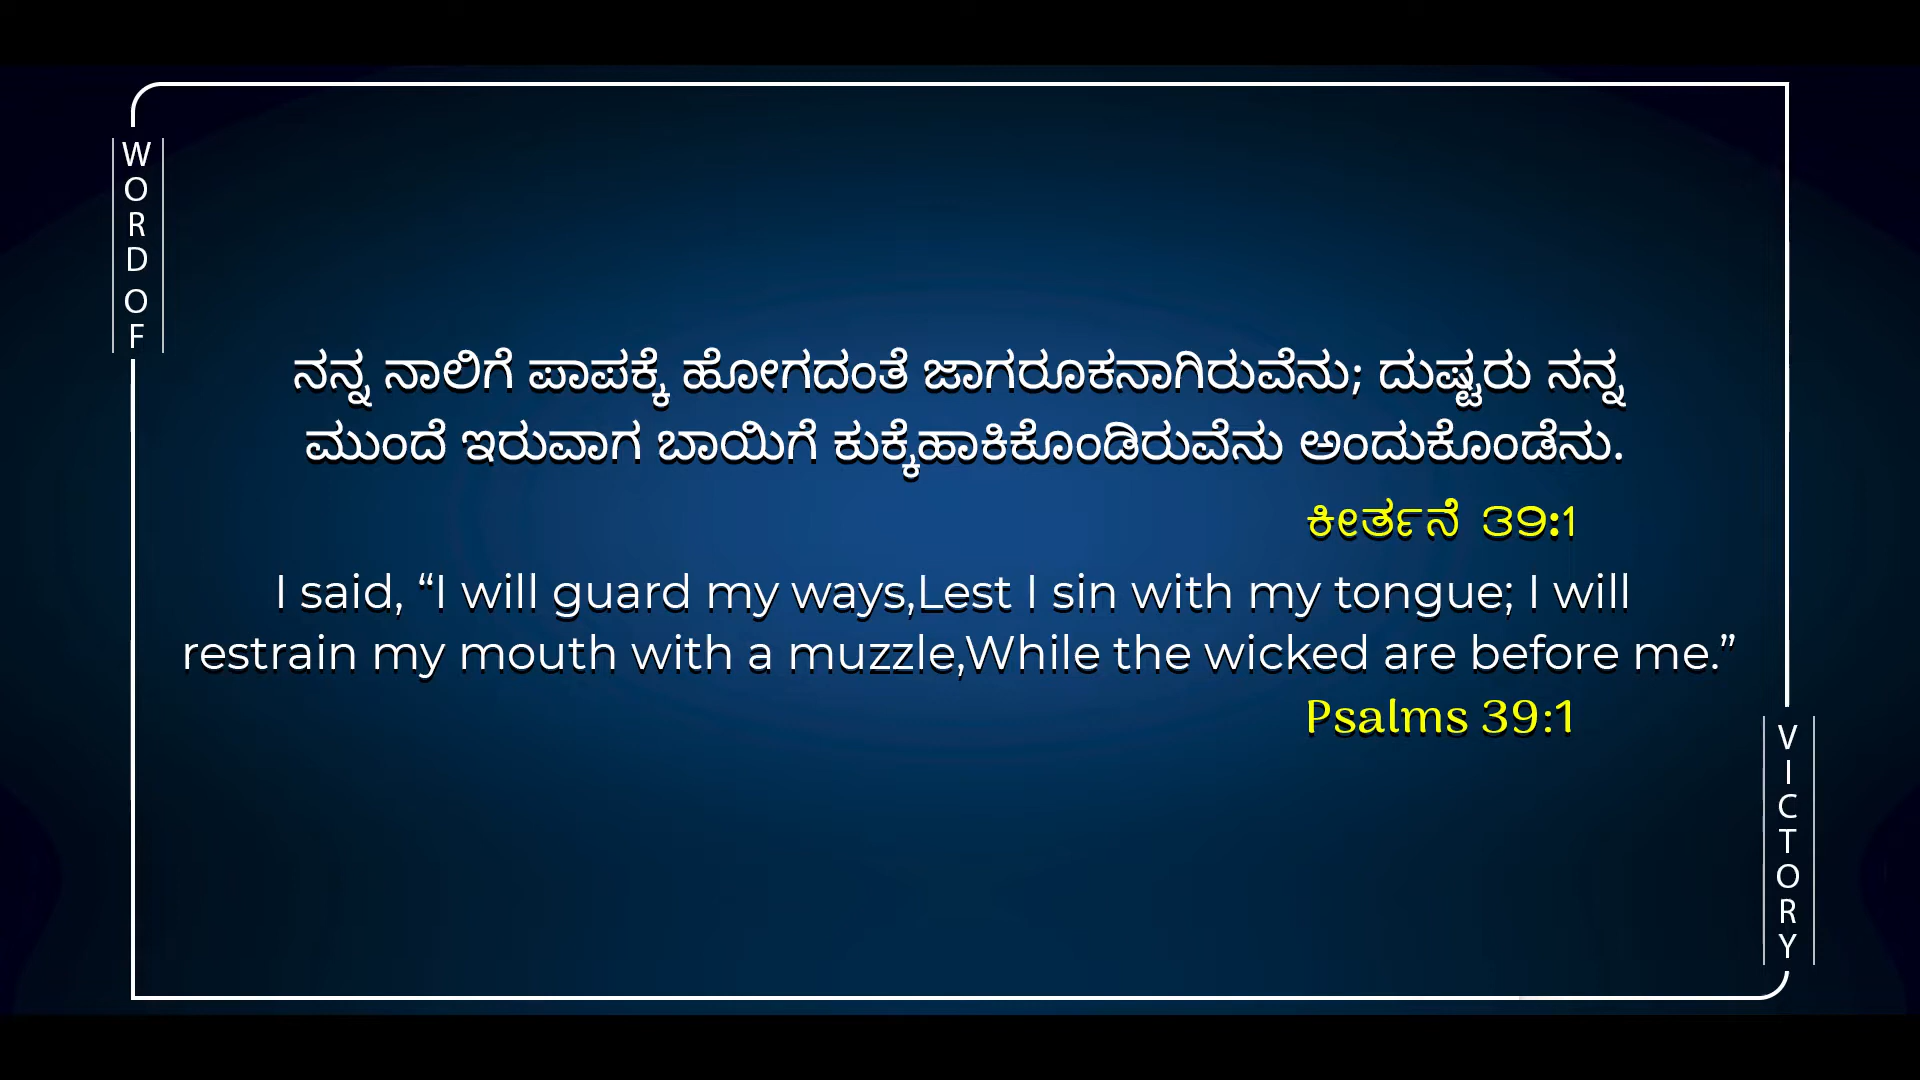 WORD OF
ನನ್ನ ನಾಲಿಗೆ ಪಾಪಕ್ಕೆ ಹೋಗದಂತೆ ಜಾಗರೂಕನಾಗಿರುವೆನು; ದುಷ್ಟರು ನನ್ನ
ಮುಂದೆ ಇರುವಾಗ ಬಾಯಿಗೆ ಕುಕ್ಕೆಹಾಕಿಕೊಂಡಿರುವೆನು ಅಂದುಕೊಂಡೆನು.
ಕೀರ್ತನೆ 39:1
I said, “I will guard my ways,Lest I sin with my tongue; I will
restrain my mouth with a muzzle,While the wicked are before me.”
Psalms 39:1
VICTORY